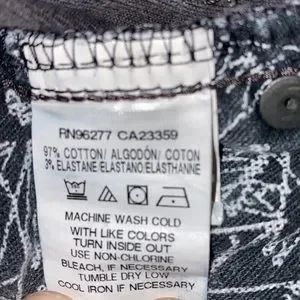 RN96277 CA23359
97% COTTON/ ALGODÓN/ COTON
3% ELASTANE/ELASTANO/ELASTHANNE
MACHINE WASH COLD
WITH LIKE COLORS
TURN INSIDE OUT
USE NON-CHLORINE
BLEACH, IF NECESSARY
TUMBLE DRY LOW
COOL IRON IF NECESSARY